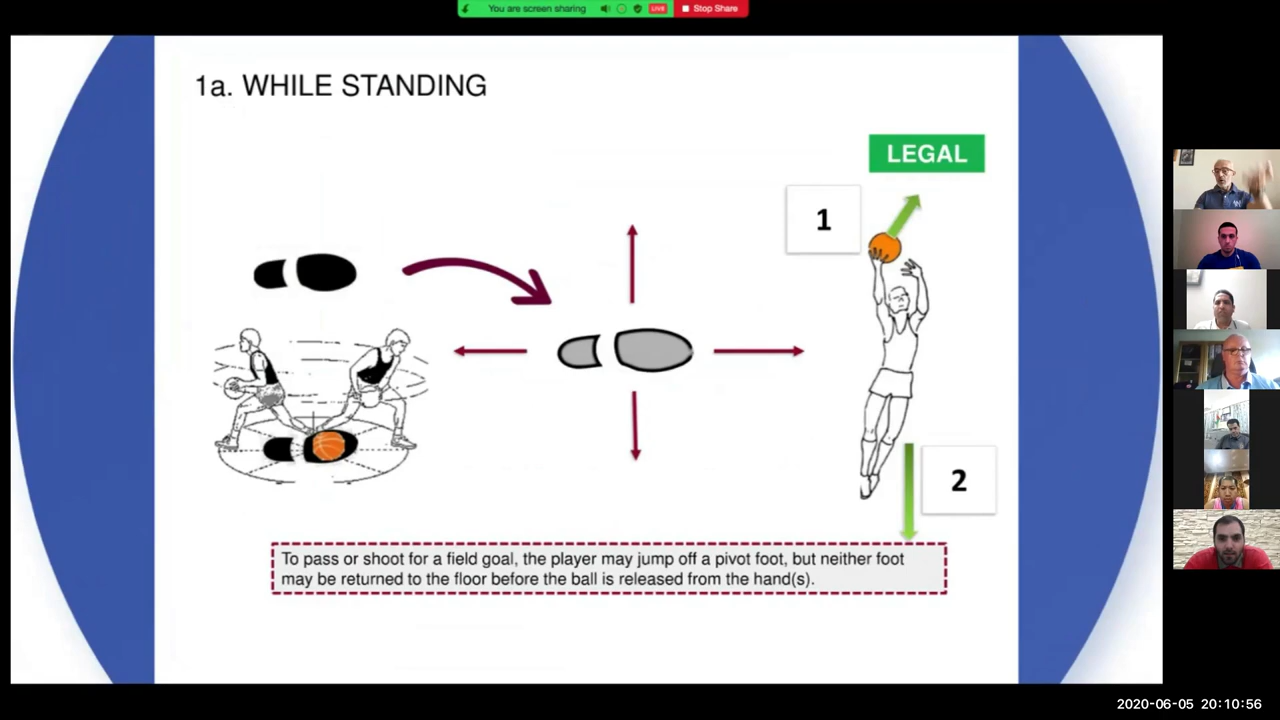 You are screen sharing LIVE Stop Share
1a. WHILE STANDING
LEGAL
1
2
To pass or shoot for a field goal, the player may jump off a pivot foot, but neither foot
may be returned to the floor before the ball is released from the hand(s).
2020-06-05 20:10:56